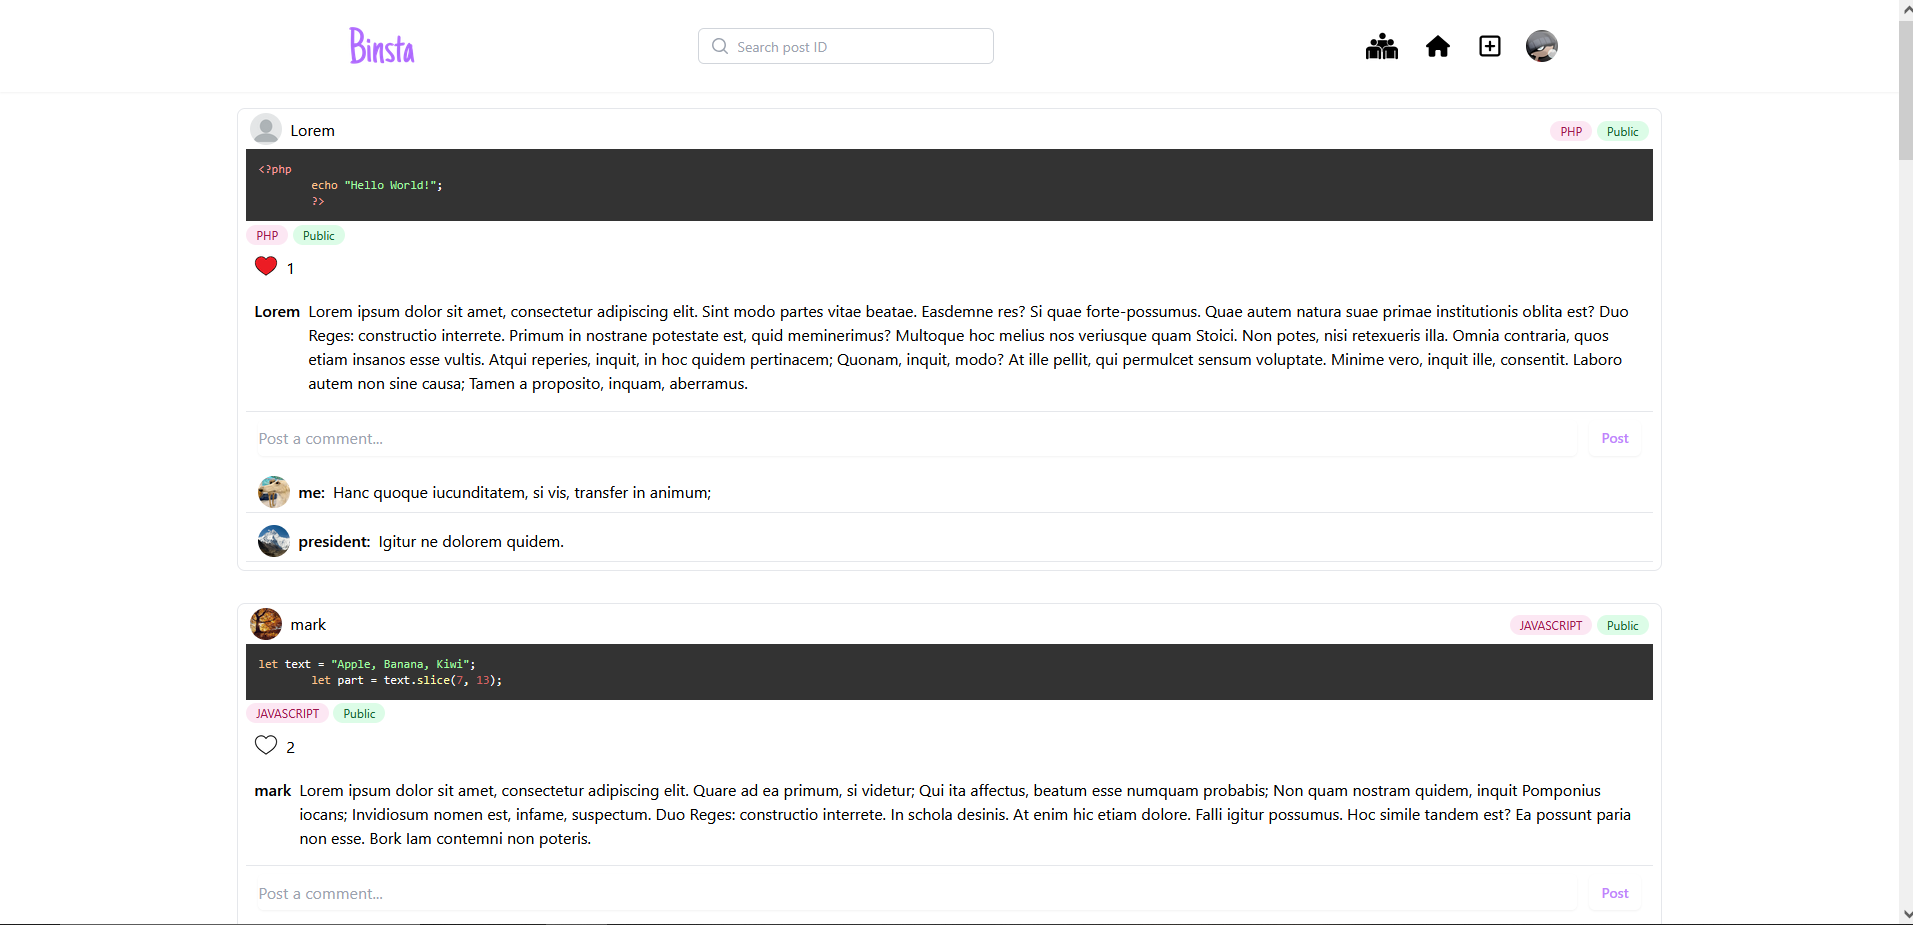 Binsta
Search post ID
Lorem
PHP Public
<?php
echo "Hello World!";
?>
PHP Public
1
Lorem Lorem ipsum dolor sit amet, consectetur adipiscing elit. Sint modo partes vitae beatae. Easdemne res? Si quae forte-possumus. Quae autem natura suae primae institutionis oblita est? Duo
Reges: constructio interrete. Primum in nostrane potestate est, quid meminerimus? Multoque hoc melius nos veriusque quam Stoici. Non potes, nisi retexueris illa. Omnia contraria, quos
etiam insanos esse vultis. Atqui reperies, inquit, in hoc quidem pertinacem; Quonam, inquit, modo? At ille pellit, qui permulcet sensum voluptate. Minime vero, inquit ille, consentit. Laboro
autem non sine causa; Tamen a proposito, inquam, aberramus.
Post a comment...
Post
me: Hanc quoque iucunditatem, si vis, transfer in animum;
president: Igitur ne dolorem quidem.
mark
JAVASCRIPT Public
let text = "Apple, Banana, Kiwi";
let part = text.slice(7, 13);
JAVASCRIPT Public
2
mark Lorem ipsum dolor sit amet, consectetur adipiscing elit. Quare ad ea primum, si videtur; Qui ita affectus, beatum esse numquam probabis; Non quam nostram quidem, inquit Pomponius
iocans; Invidiosum nomen est, infame, suspectum. Duo Reges: constructio interrete. In schola desinis. At enim hic etiam dolore. Falli igitur possumus. Hoc simile tandem est? Ea possunt paria
non esse. Bork Iam contemni non poteris.
Post a comment...
Post